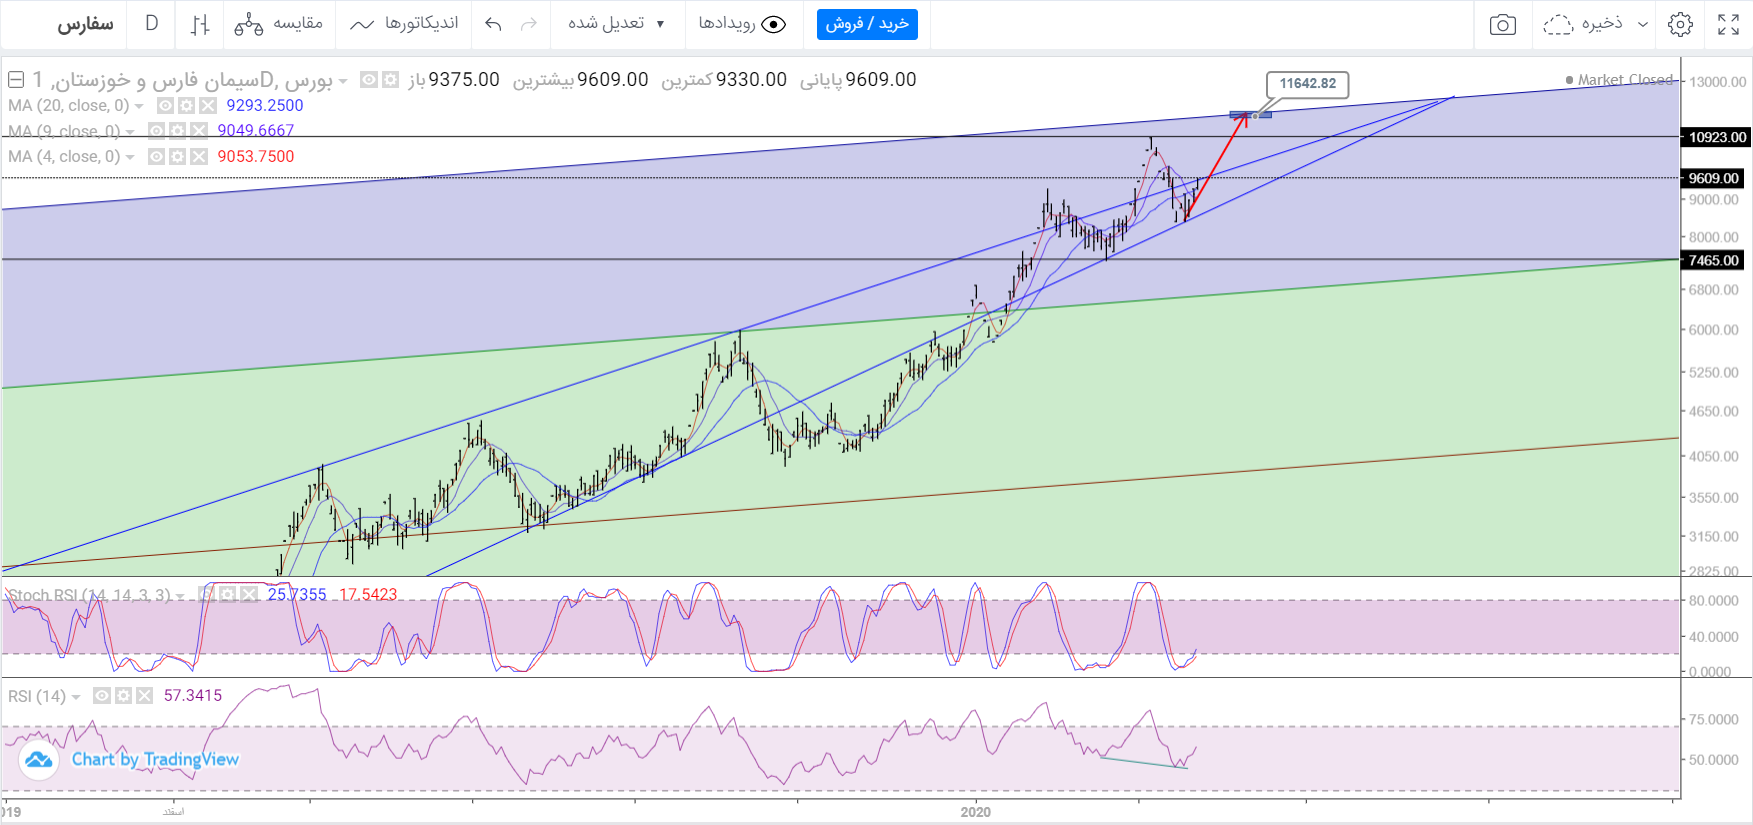 سفارس D مقایسه اندیکاتورها تعدیل شده ▼ رویدادها خرید / فروش ذخیره
سیمان فارس و خوزستان, 1D, بورس باز 9375.00 بیشترین 9609.00 کمترین 9330.00 پایانی 9609.00
Market Closed
MA (20, close, 0) 9293.2500
MA (9, close, 0) 9049.6667
MA (4, close, 0) 9053.7500
11642.82
13000.00
10923.00
9609.00
9000.00
8000.00
7465.00
6800.00
6000.00
5250.00
4650.00
4050.00
3550.00
3150.00
2825.00
Stoch RSI (14, 14, 3, 3) 25.7355 17.5423
80.0000
40.0000
0.0000
RSI (14) 57.3415
75.0000
50.0000
Chart by TradingView
2019 اسفند 2020